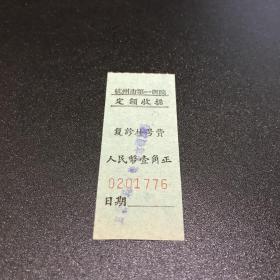 杭州市第一医院
定额收据
复诊挂号费
人民币壹角正
0201776
日期